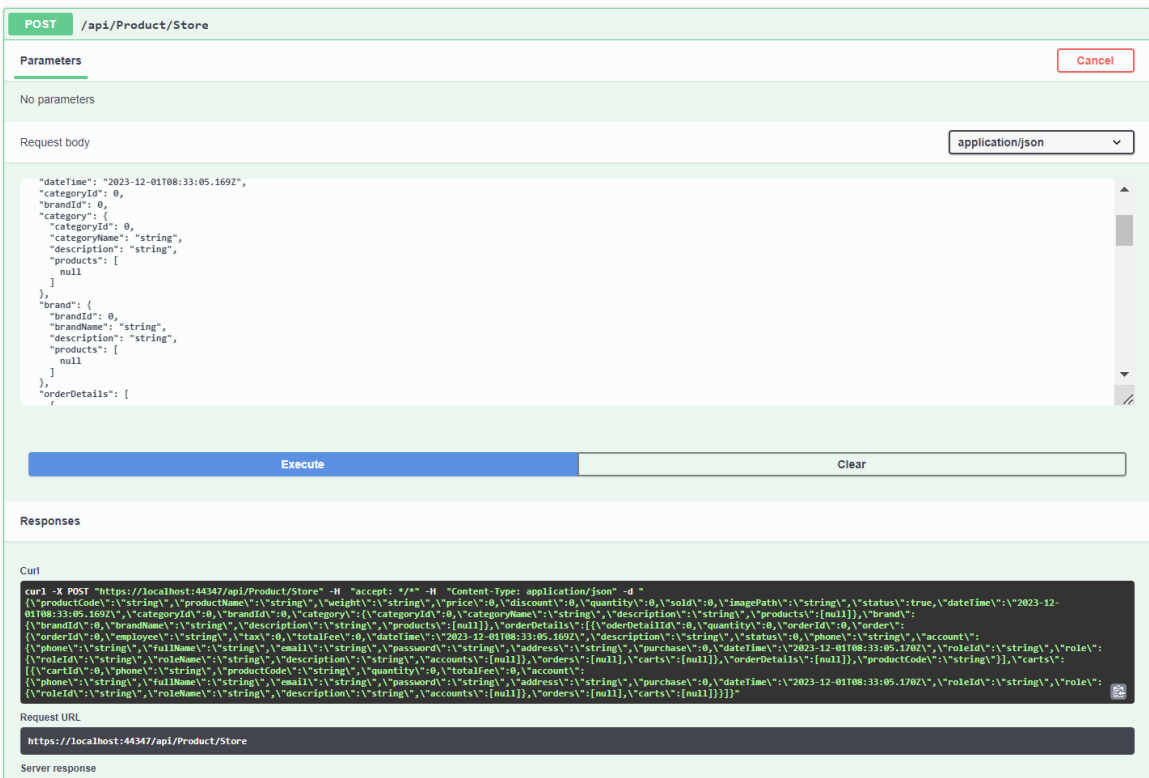 POST /api/Product/Store
Parameters
Cancel
No parameters
Request body
application/json
"dateTime": "2023-12-01T08:33:05.169Z",
"categoryId": 0,
"brandId": 0,
"category": {
"categoryId": 0,
"categoryName": "string",
"description": "string",
"products": [
null
]
},
"brand": {
"brandId": 0,
"brandName": "string",
"description": "string",
"products": [
null
]
},
"orderDetails": [
{
Execute
Clear
Responses
Curl
curl -X POST "https://localhost:44347/api/Product/Store" -H  "accept: */*" -H  "Content-Type: application/json" -d "
{\"productCode\":\"string\",\"productName\":\"string\",\"weight\":\"string\",\"price\":0,\"discount\":0,\"quantity\":0,\"sold\":0,\"imagePath\":\"string\",\"status\":true,\"dateTime\":\"2023-12-
01T08:33:05.169Z\",\"categoryId\":0,\"brandId\":0,\"category\":{\"categoryId\":0,\"categoryName\":\"string\",\"description\":\"string\",\"products\":[null]},\"brand\":
{\"brandId\":0,\"brandName\":\"string\",\"description\":\"string\",\"products\":[null]},\"orderDetails\":[{\"oderDetailId\":0,\"quantity\":0,\"orderId\":0,\"order\":
{\"orderId\":0,\"employee\":\"string\",\"tax\":0,\"totalFee\":0,\"dateTime\":\"2023-12-01T08:33:05.169Z\",\"description\":\"string\",\"status\":0,\"phone\":\"string\",\"account\":
{\"phone\":\"string\",\"fullName\":\"string\",\"email\":\"string\",\"password\":\"string\",\"address\":\"string\",\"purchase\":0,\"dateTime\":\"2023-12-01T08:33:05.170Z\",\"roleId\":\"string\",\"role\":
{\"roleId\":\"string\",\"roleName\":\"string\",\"description\":\"string\",\"accounts\":[null]},\"orders\":[null],\"carts\":[null]},\"orderDetails\":[null]},\"productCode\":\"string\"}],\"carts\":
[{\"cartId\":0,\"phone\":\"string\",\"productCode\":\"string\",\"quantity\":0,\"totalFee\":0,\"account\":
{\"phone\":\"string\",\"fullName\":\"string\",\"email\":\"string\",\"password\":\"string\",\"address\":\"string\",\"purchase\":0,\"dateTime\":\"2023-12-01T08:33:05.170Z\",\"roleId\":\"string\",\"role\":
{\"roleId\":\"string\",\"roleName\":\"string\",\"description\":\"string\",\"accounts\":[null]},\"orders\":[null],\"carts\":[null]}}]}"
Request URL
https://localhost:44347/api/Product/Store
Server response